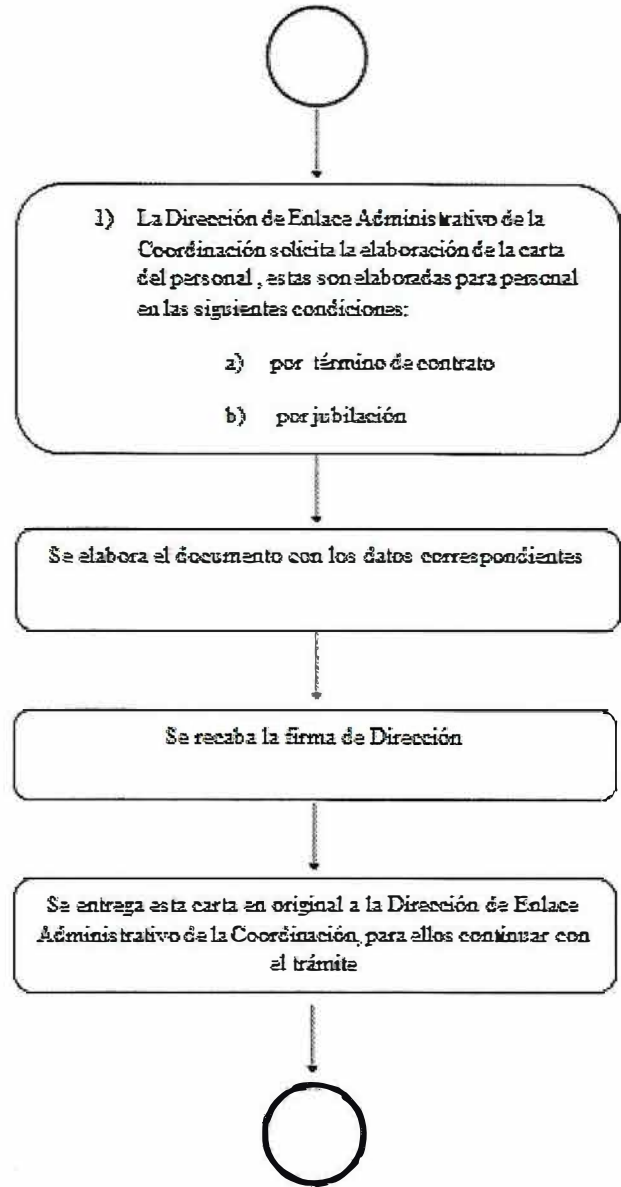 1) La Dirección de Enlace Administrativo de la
Coordinación solicita la elaboración de la carta
del personal , estas son elaboradas para personal
en las siguientes condiciones:
a) por término de contrato
b) por jubilación
Se elabora el documento con los datos correspondientes
Se recaba la firma de Dirección
Se entrega esta carta en original a la Dirección de Enlace
Administrativo de la Coordinación, para ellos continuar con
el trámite